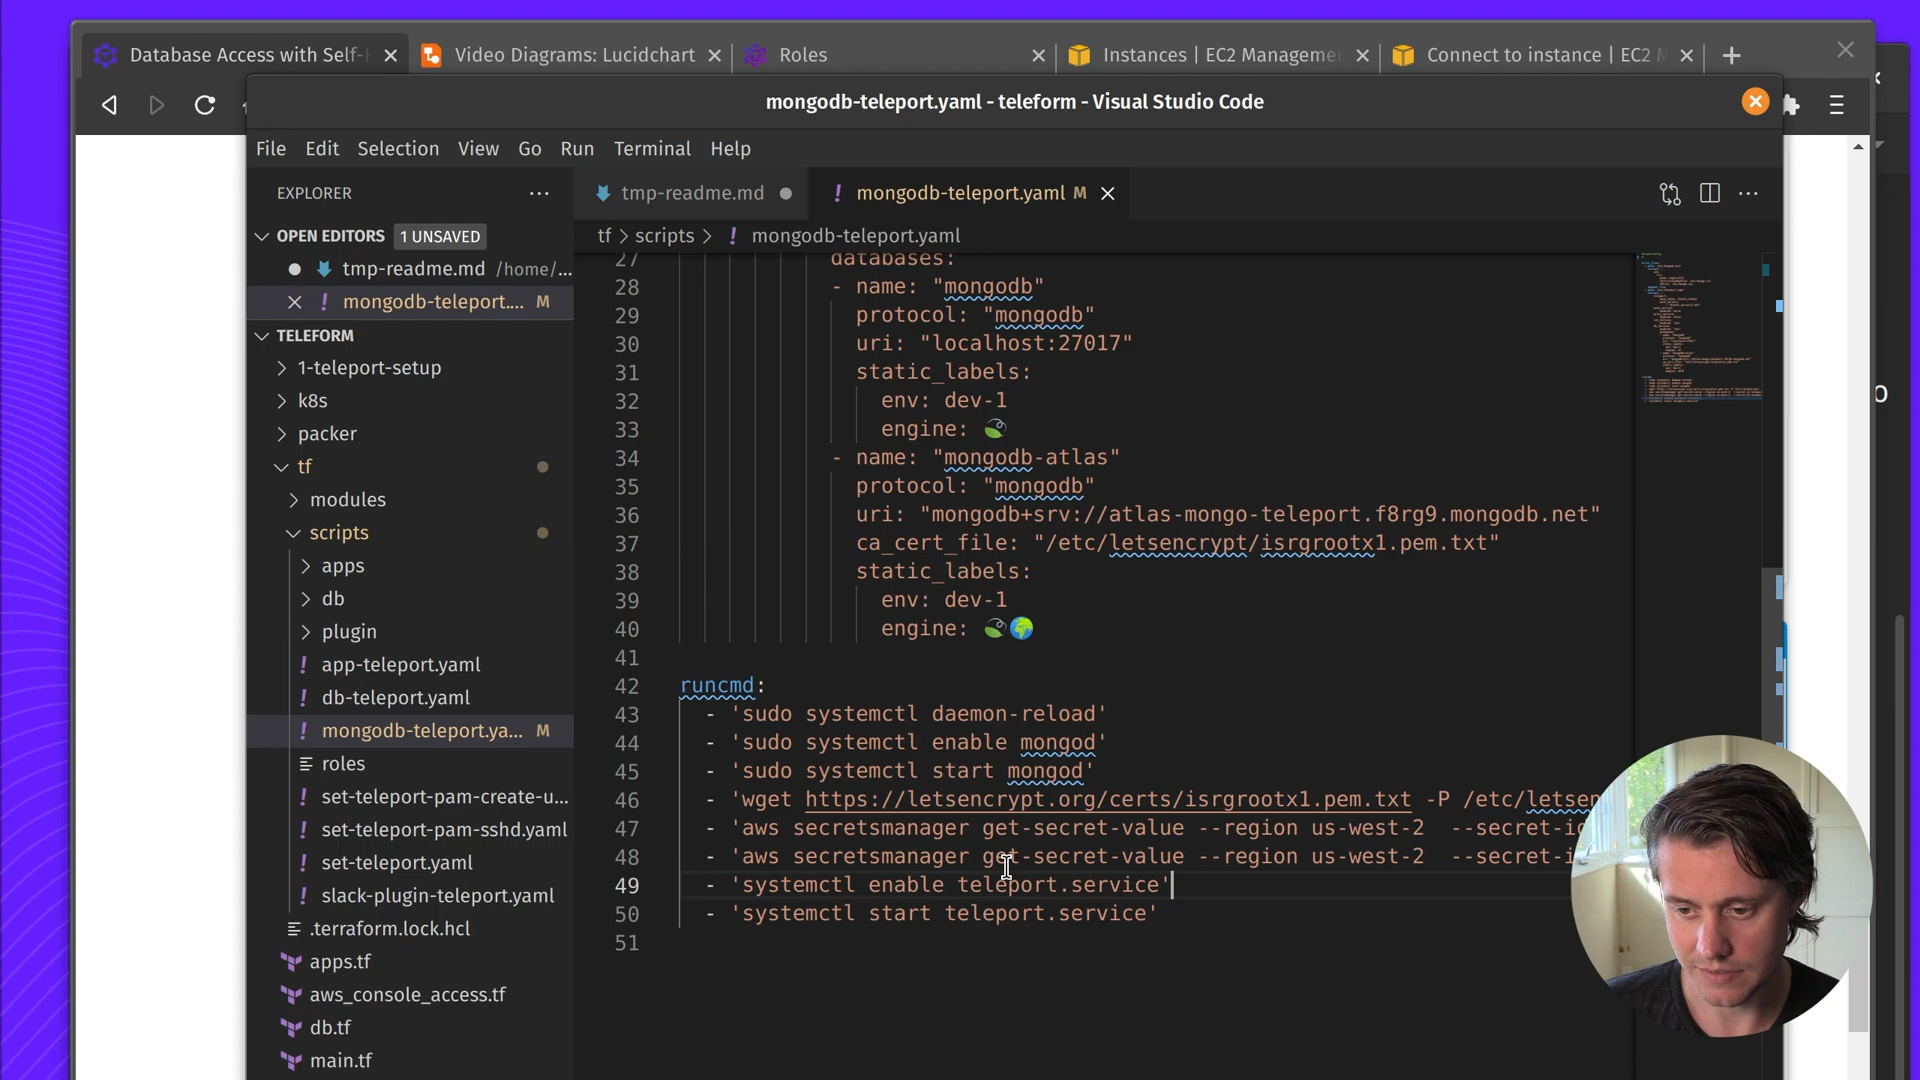 Database Access with Self-
Video Diagrams: Lucidchart
Roles
Instances | EC2 Manageme
Connect to instance | EC2 M
mongodb-teleport.yaml - teleform - Visual Studio Code
File Edit Selection View Go Run Terminal Help
EXPLORER
tmp-readme.md
! mongodb-teleport.yaml M
OPEN EDITORS 1 UNSAVED
tf > scripts > ! mongodb-teleport.yaml
tmp-readme.md /home/...
! mongodb-teleport.... M
TELEFORM
1-teleport-setup
k8s
packer
tf
modules
scripts
apps
db
plugin
! app-teleport.yaml
! db-teleport.yaml
! mongodb-teleport.ya... M
roles
! set-teleport-pam-create-u...
! set-teleport-pam-sshd.yaml
! set-teleport.yaml
! slack-plugin-teleport.yaml
.terraform.lock.hcl
apps.tf
aws_console_access.tf
db.tf
main.tf
27 databases:
28 - name: "mongodb"
29 protocol: "mongodb"
30 uri: "localhost:27017"
31 static_labels:
32 env: dev-1
33 engine: 🍃
34 - name: "mongodb-atlas"
35 protocol: "mongodb"
36 uri: "mongodb+srv://atlas-mongo-teleport.f8rg9.mongodb.net"
37 ca_cert_file: "/etc/letsencrypt/isrgrootx1.pem.txt"
38 static_labels:
39 env: dev-1
40 engine: 🍃🌍
41
42 runcmd:
43 - 'sudo systemctl daemon-reload'
44 - 'sudo systemctl enable mongod'
45 - 'sudo systemctl start mongod'
46 - 'wget https://letsencrypt.org/certs/isrgrootx1.pem.txt -P /etc/letsen
47 - 'aws secretsmanager get-secret-value --region us-west-2 --secret-id
48 - 'aws secretsmanager get-secret-value --region us-west-2 --secret-i
49 - 'systemctl enable teleport.service'
50 - 'systemctl start teleport.service'
51